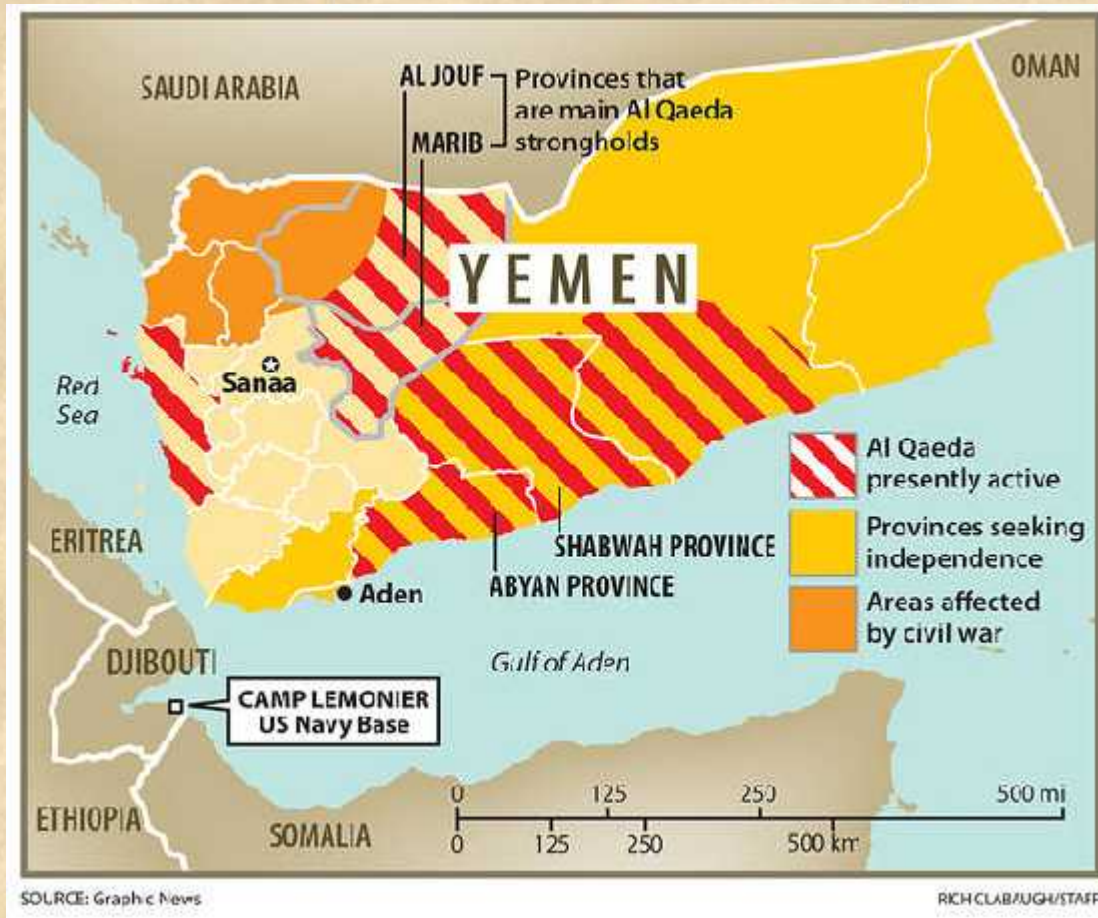 SAUDI ARABIA
AL JOUF
MARIB
Provinces that
are main Al Qaeda
strongholds
OMAN
YEMEN
Sanaa
Red
Sea
Al Qaeda
presently active
Provinces seeking
independence
Areas affected
by civil war
ERITREA
SHABWAH PROVINCE
ABYAN PROVINCE
Aden
Gulf of Aden
DJIBOUTI
CAMP LEMONIER
US Navy Base
ETHIOPIA
SOMALIA
0 125 250 500 mi
0 125 250 500 km
SOURCE: Graphic News
RICH CLABAUGH/STAFF